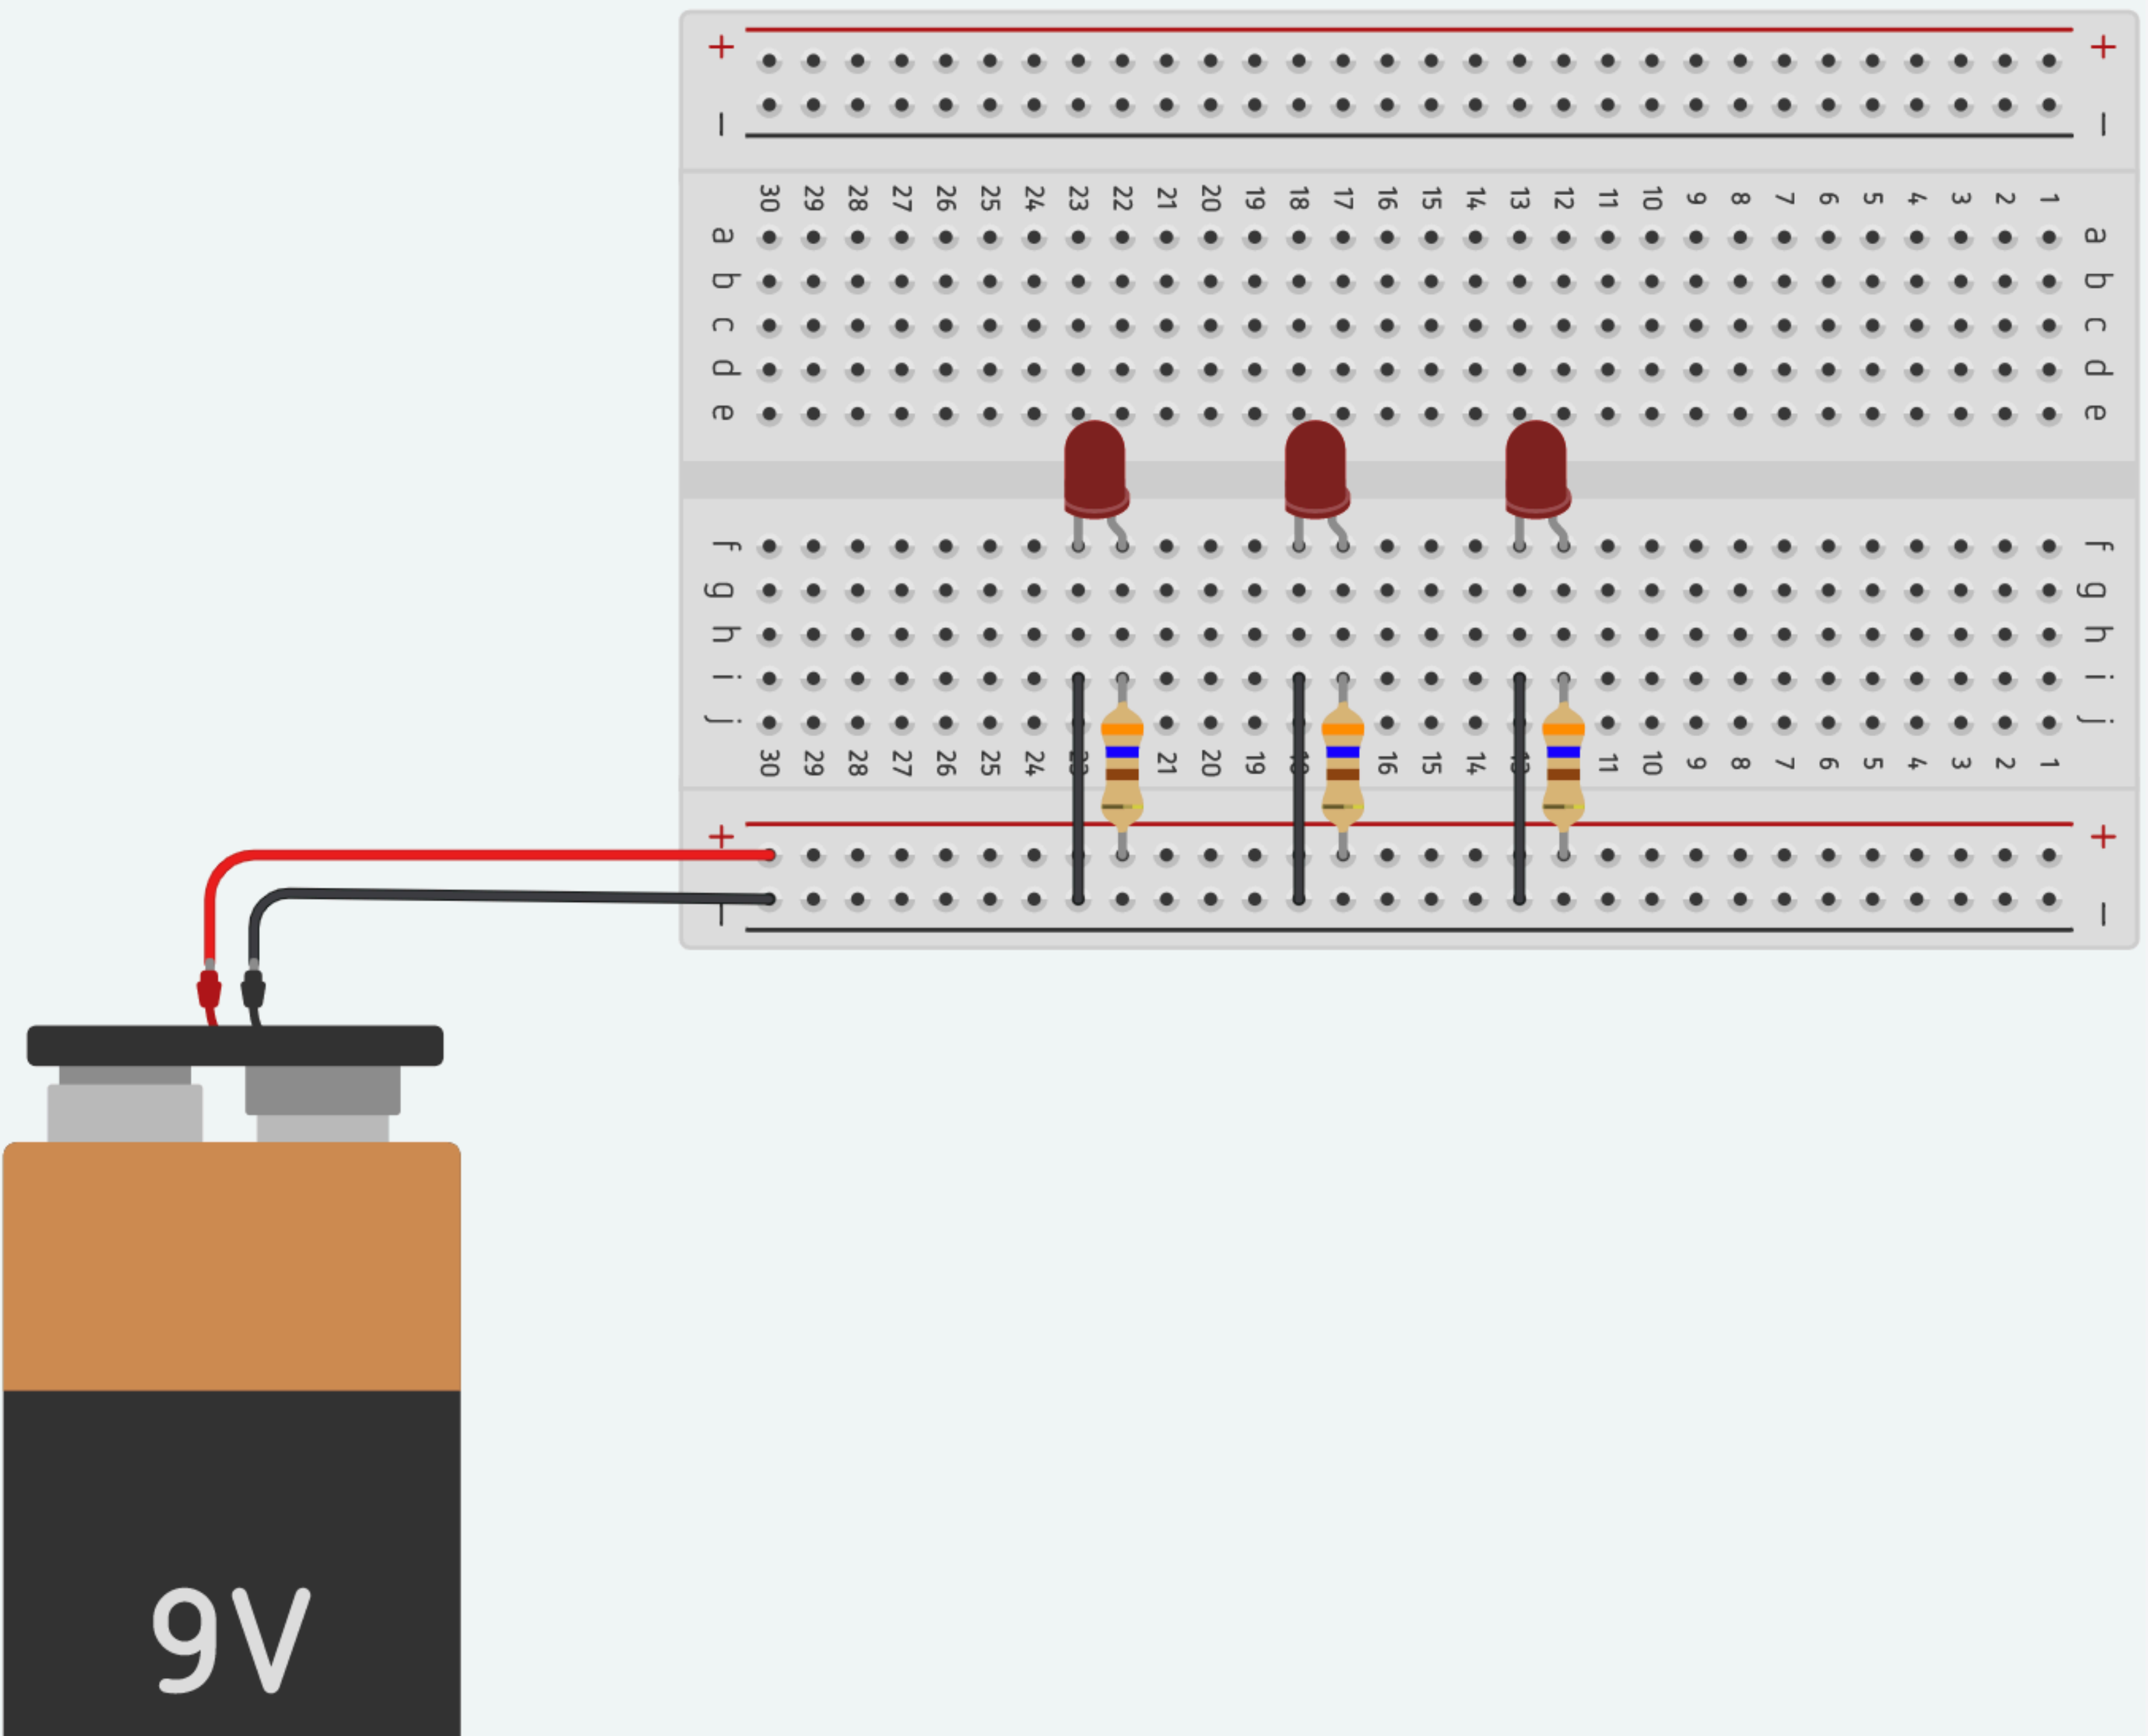 + +
− −
30 29 28 27 26 25 24 23 22 21 20 19 18 17 16 15 14 13 12 11 10 9 8 7 6 5 4 3 2 1
a a
b b
c c
d d
e e
f f
g g
h h
i i
j j
30 29 28 27 26 25 24 21 20 19 16 15 14 11 10 9 8 7 6 5 4 3 2 1
+ +
− −
9V